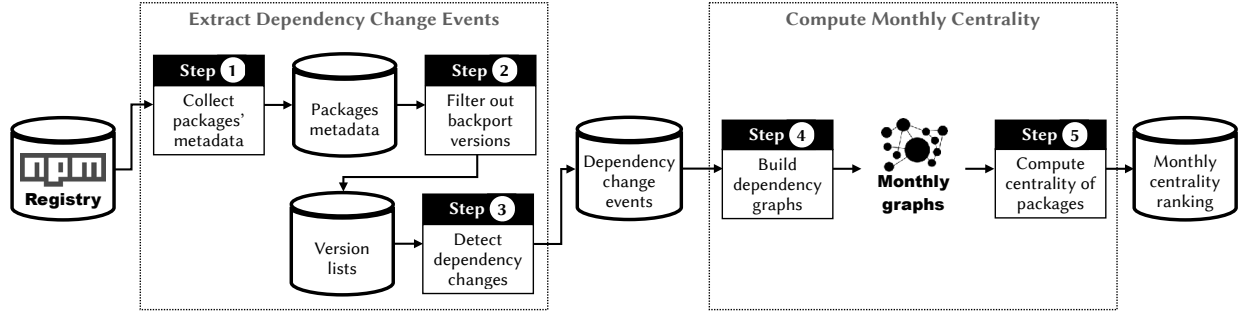 Extract Dependency Change Events
Compute Monthly Centrality
npm
Registry
Step 1
Collect
packages'
metadata
Packages
metadata
Step 2
Filter out
backport
versions
Version
lists
Step 3
Detect
dependency
changes
Dependency
change
events
Step 4
Build
dependency
graphs
Monthly
graphs
Step 5
Compute
centrality of
packages
Monthly
centrality
ranking